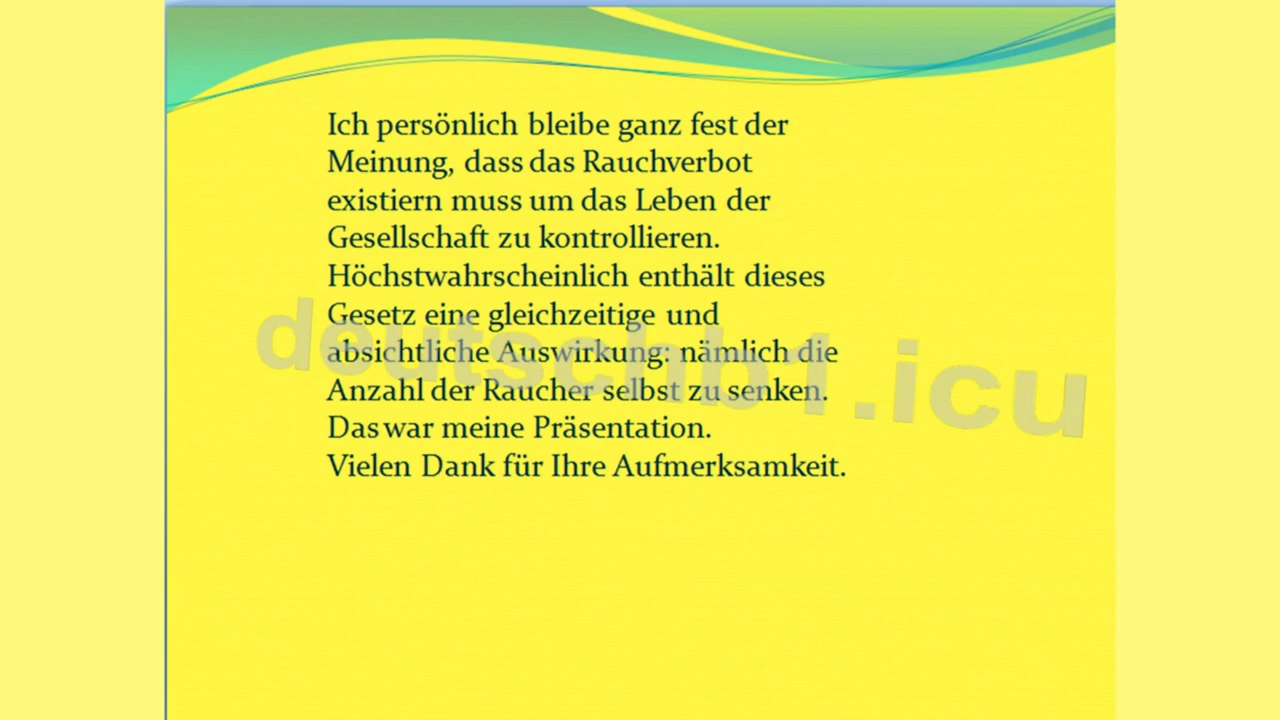 Ich persönlich bleibe ganz fest der
Meinung, dass das Rauchverbot
existiern muss um das Leben der
Gesellschaft zu kontrollieren.
Höchstwahrscheinlich enthält dieses
Gesetz eine gleichzeitige und
absichtliche Auswirkung: nämlich die
Anzahl der Raucher selbst zu senken.
Das war meine Präsentation.
Vielen Dank für Ihre Aufmerksamkeit.
deutschb1.icu